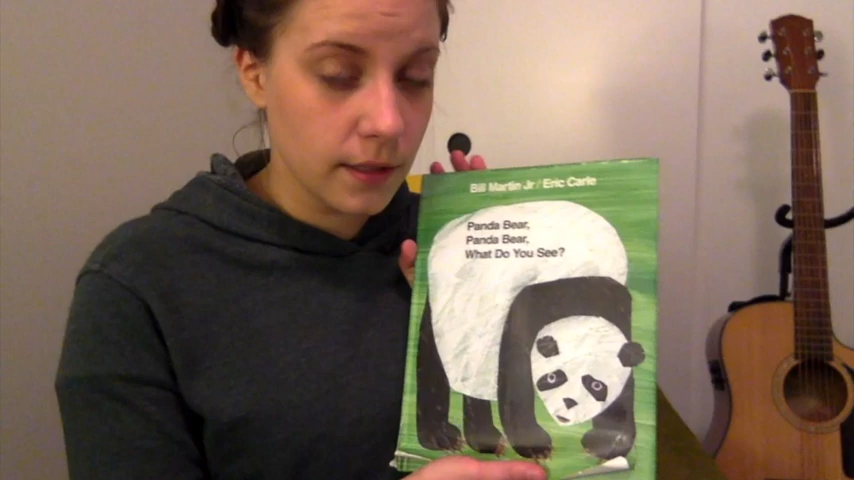 Bill Martin Jr / Eric Carle
Panda Bear,
Panda Bear,
What Do You See?